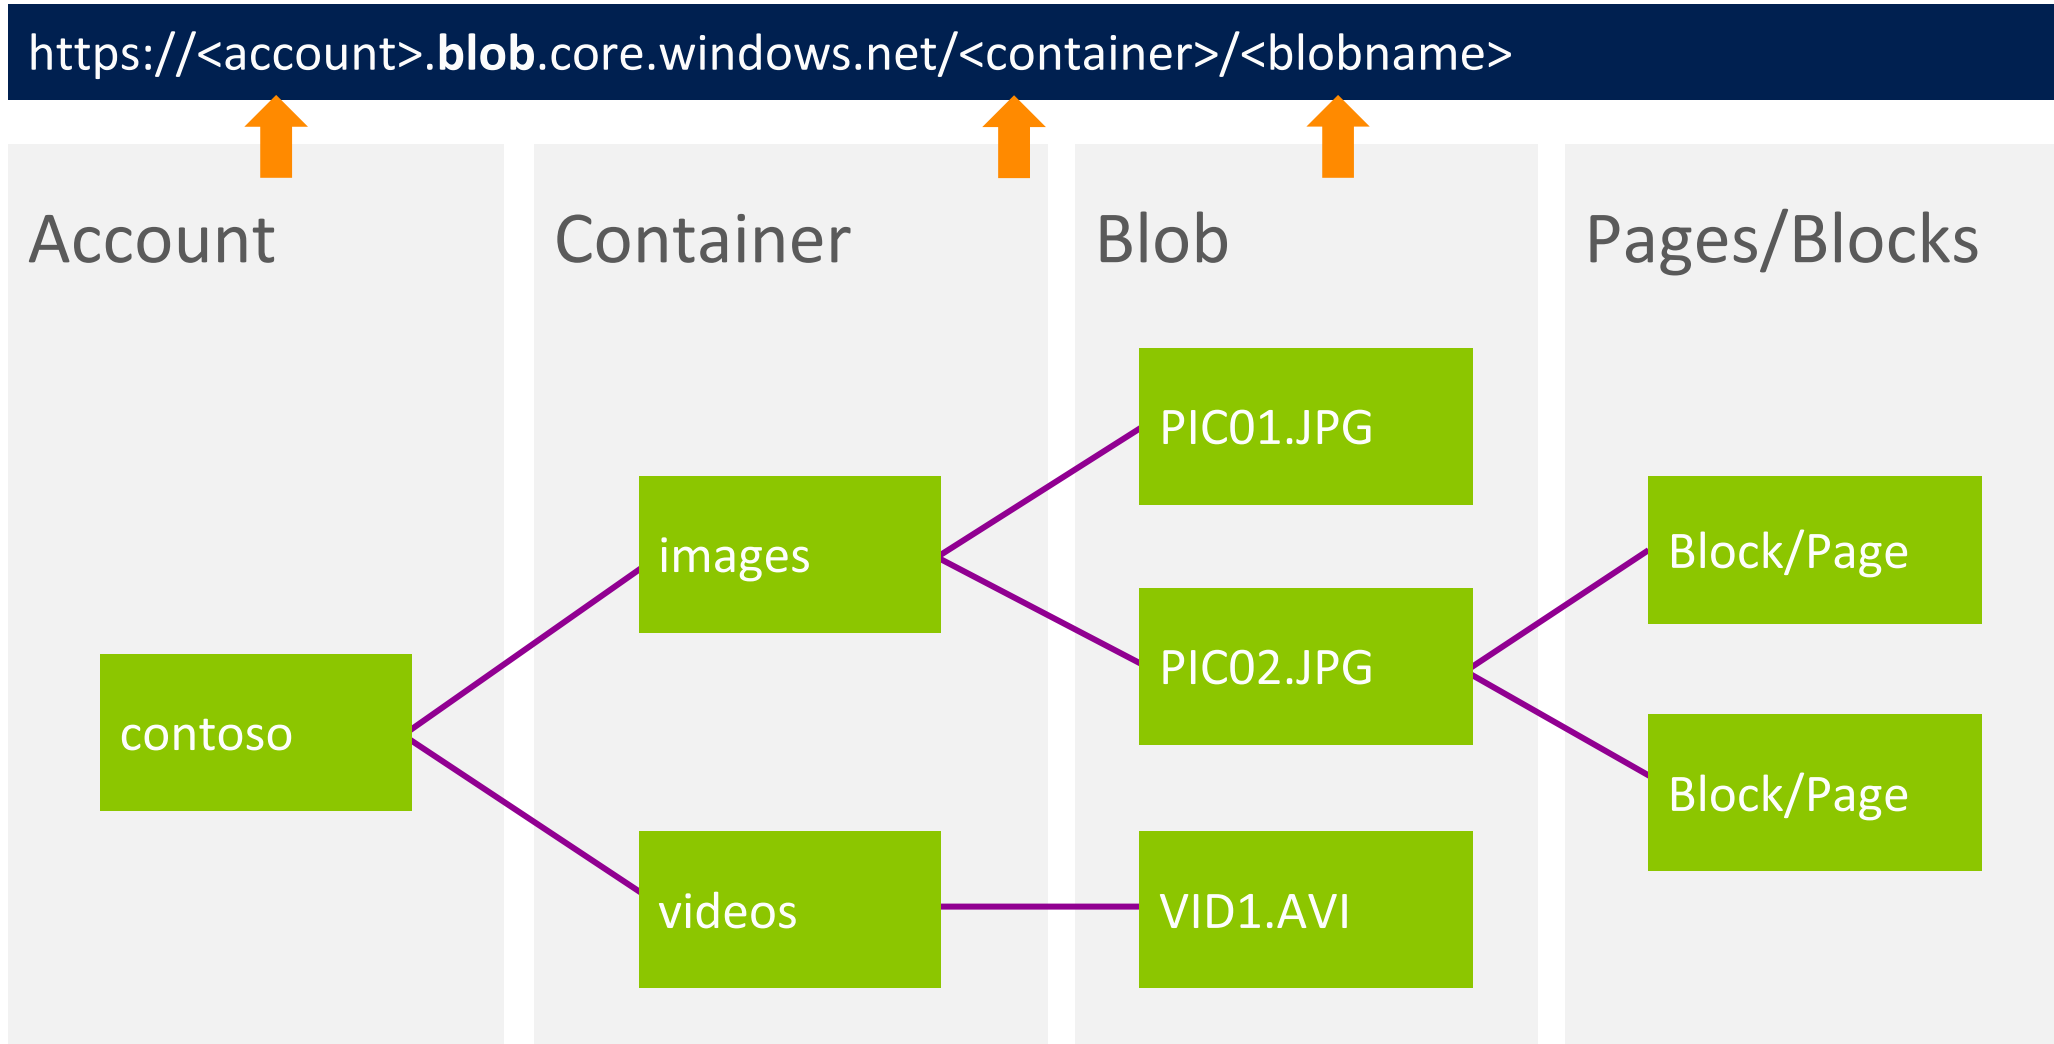 https://<account>.blob.core.windows.net/<container>/<blobname>
Account
Container
Blob
Pages/Blocks
contoso
images
videos
PIC01.JPG
PIC02.JPG
VID1.AVI
Block/Page
Block/Page